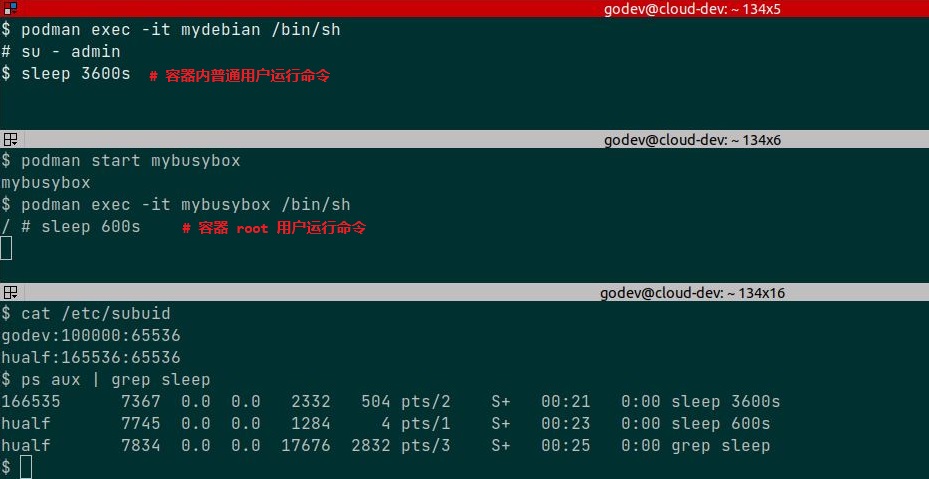 godev@cloud-dev: ~ 134x5
$ podman exec -it mydebian /bin/sh
# su - admin
$ sleep 3600s # 容器内普通用户运行命令
godev@cloud-dev: ~ 134x6
$ podman start mybusybox
mybusybox
$ podman exec -it mybusybox /bin/sh
/ # sleep 600s # 容器 root 用户运行命令
godev@cloud-dev: ~ 134x16
$ cat /etc/subuid
godev:100000:65536
hualf:165536:65536
$ ps aux | grep sleep
166535 7367 0.0 0.0 2332 504 pts/2 S+ 00:21 0:00 sleep 3600s
hualf 7745 0.0 0.0 1284 4 pts/1 S+ 00:23 0:00 sleep 600s
hualf 7834 0.0 0.0 17676 2832 pts/3 S+ 00:25 0:00 grep sleep
$